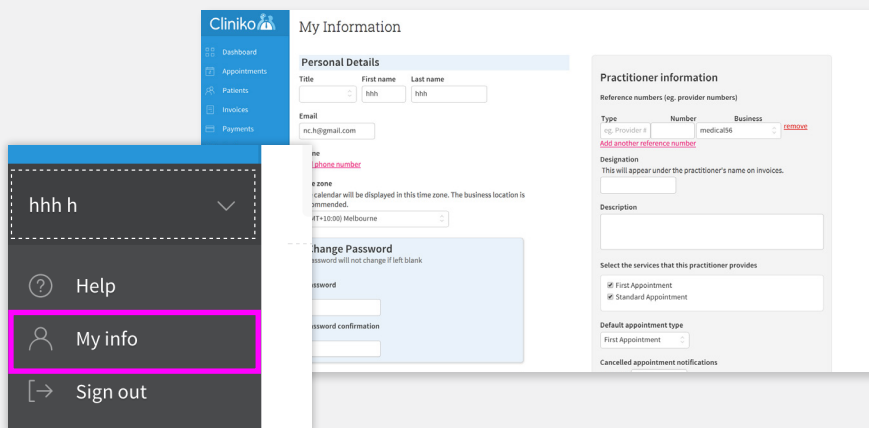 Cliniko
Dashboard
Appointments
Patients
Invoices
Payments
My Information
Personal Details
Title First name Last name
hhh hhh
Email
nc.h@gmail.com
phone number
zone
calendar will be displayed in this time zone. The business location is
MT+10:00) Melbourne
Change Password
assword will not change if left blank
assword
assword confirmation
Practitioner information
Reference numbers (eg. provider numbers)
Type Number Business
eg. Provider # medical56 remove
Add another reference number
Designation
This will appear under the practitioner's name on invoices.
Description
Select the services that this practitioner provides
First Appointment
Standard Appointment
Default appointment type
First Appointment
Cancelled appointment notifications
hhh h
Help
My info
Sign out